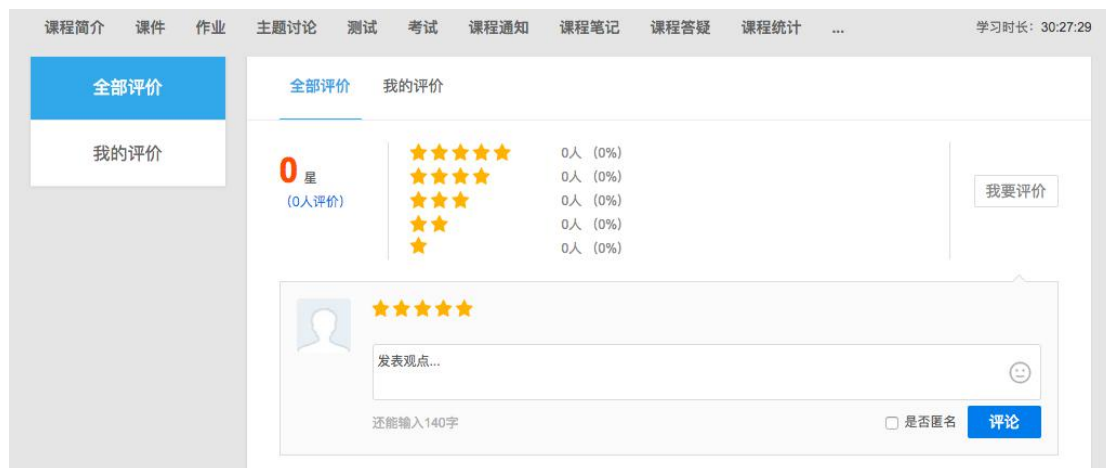 课程简介 课件 作业 主题讨论 测试 考试 课程通知 课程笔记 课程答疑 课程统计 ... 学习时长：30:27:29
全部评价
我的评价
全部评价 我的评价
0 星
（0人评价）
0人 （0%）
0人 （0%）
0人 （0%）
0人 （0%）
0人 （0%）
我要评价
发表观点...
还能输入140字
是否匿名 评论